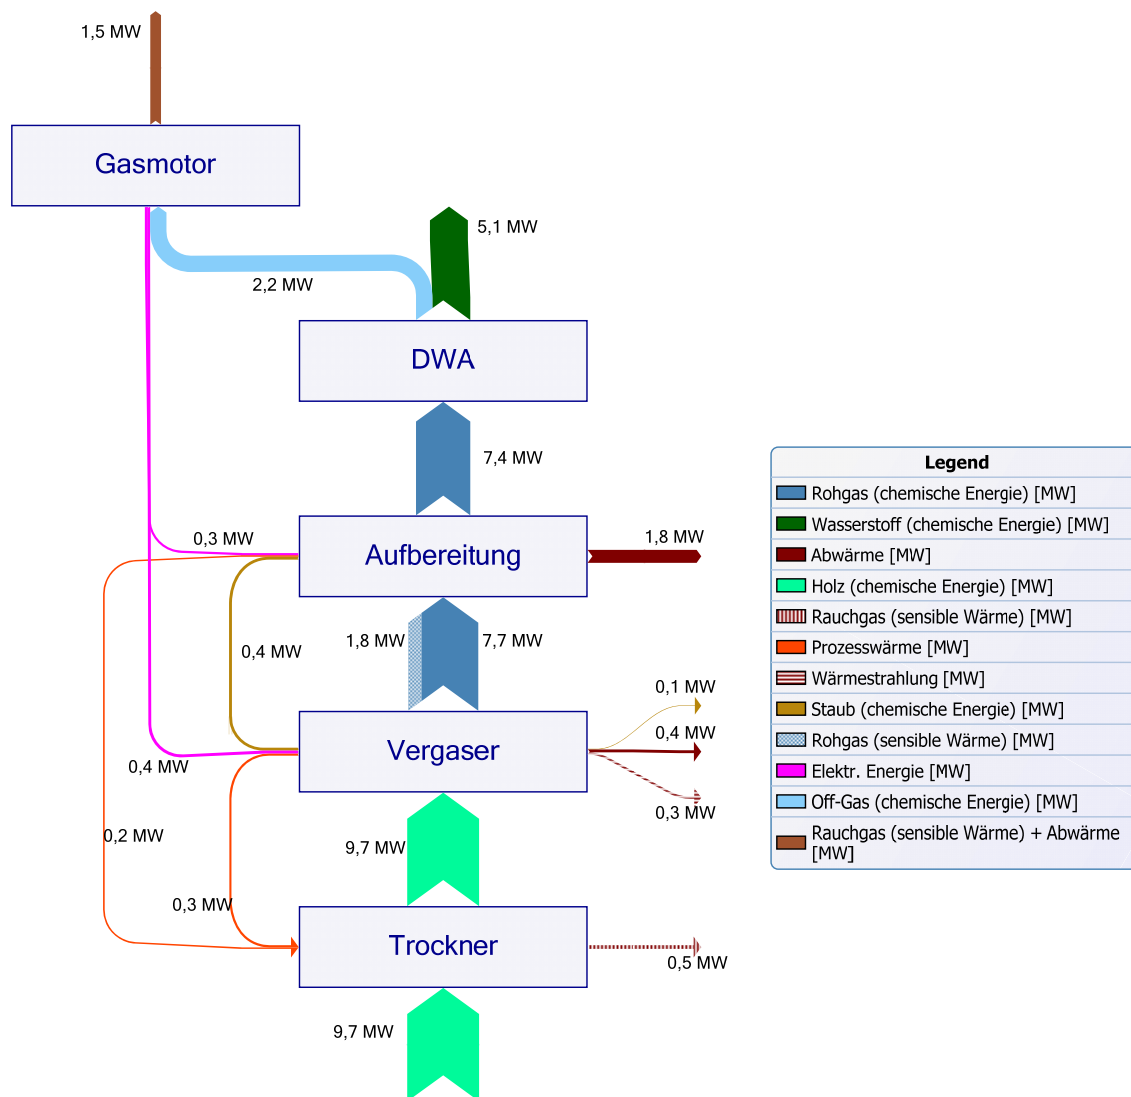 1,5 MW
Gasmotor
5,1 MW
2,2 MW
DWA
7,4 MW
0,3 MW
Aufbereitung
1,8 MW
1,8 MW
7,7 MW
0,4 MW
0,1 MW
0,4 MW
Vergaser
0,4 MW
0,3 MW
0,2 MW
9,7 MW
0,3 MW
Trockner
0,5 MW
9,7 MW
Legend
Rohgas (chemische Energie) [MW]
Wasserstoff (chemische Energie) [MW]
Abwärme [MW]
Holz (chemische Energie) [MW]
Rauchgas (sensible Wärme) [MW]
Prozesswärme [MW]
Wärmestrahlung [MW]
Staub (chemische Energie) [MW]
Rohgas (sensible Wärme) [MW]
Elektr. Energie [MW]
Off-Gas (chemische Energie) [MW]
Rauchgas (sensible Wärme) + Abwärme
[MW]